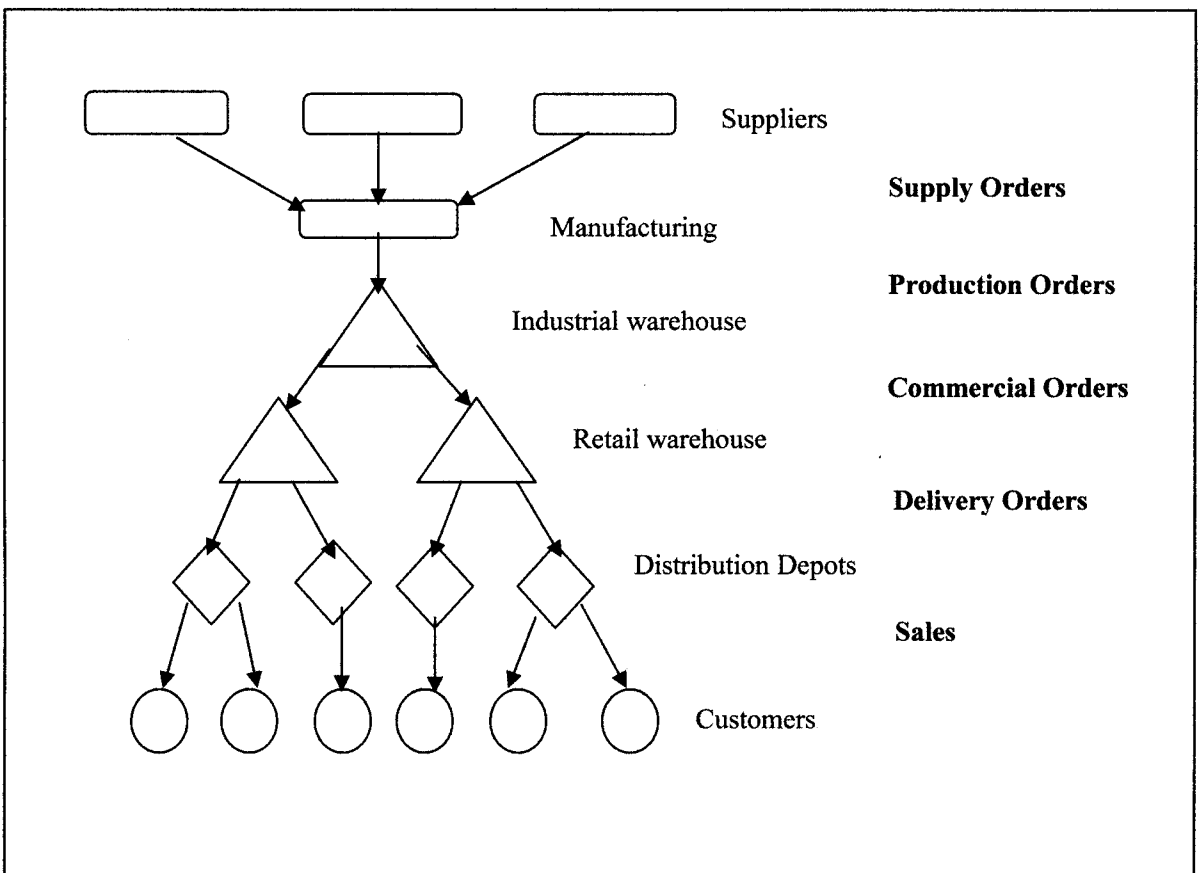 Suppliers
Supply Orders
Manufacturing
Production Orders
Industrial warehouse
Commercial Orders
Retail warehouse
Delivery Orders
Distribution Depots
Sales
Customers